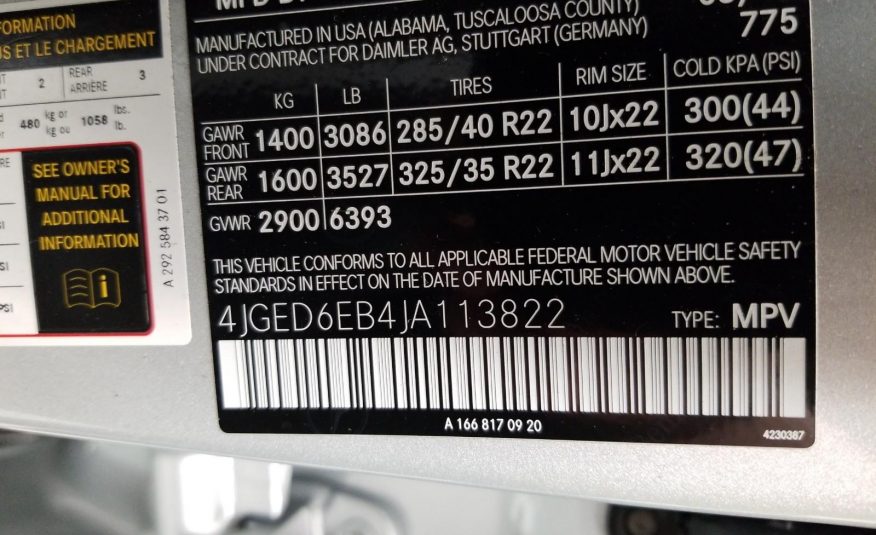 FORMATION
S ET LE CHARGEMENT
2 REAR ARRIÈRE 3
480 kg or kg ou 1058 lbs. lb.
SEE OWNER'S
MANUAL FOR
ADDITIONAL
INFORMATION
A 292 584 37 01
775
MANUFACTURED IN USA (ALABAMA, TUSCALOOSA COUNTY)
UNDER CONTRACT FOR DAIMLER AG, STUTTGART (GERMANY)
KG LB TIRES RIM SIZE COLD KPA (PSI)
GAWR FRONT 1400 3086 285/40 R22 10Jx22 300(44)
GAWR REAR 1600 3527 325/35 R22 11Jx22 320(47)
GVWR 2900 6393
THIS VEHICLE CONFORMS TO ALL APPLICABLE FEDERAL MOTOR VEHICLE SAFETY
STANDARDS IN EFFECT ON THE DATE OF MANUFACTURE SHOWN ABOVE.
4JGED6EB4JA113822 TYPE: MPV
A 166 817 09 20
4230387